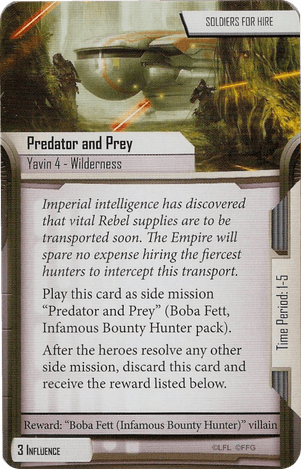 SOLDIERS FOR HIRE
Predator and Prey
Yavin 4 - Wilderness
Imperial intelligence has discovered
that vital Rebel supplies are to be
transported soon. The Empire will
spare no expense hiring the fiercest
hunters to intercept this transport.
Play this card as side mission
“Predator and Prey” (Boba Fett,
Infamous Bounty Hunter pack).
After the heroes resolve any other
side mission, discard this card and
receive the reward listed below.
Time Period: 1-5
Reward: “Boba Fett (Infamous Bounty Hunter)” villain
3 INFLUENCE
©LFL ©FFG